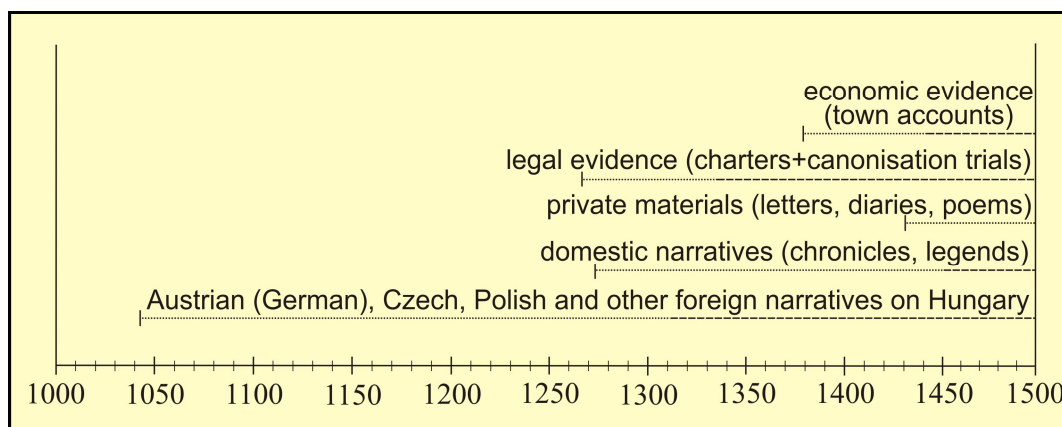 economic evidence
(town accounts)
legal evidence (charters+canonisation trials)
private materials (letters, diaries, poems)
domestic narratives (chronicles, legends)
Austrian (German), Czech, Polish and other foreign narratives on Hungary
1000 1050 1100 1150 1200 1250 1300 1350 1400 1450 1500